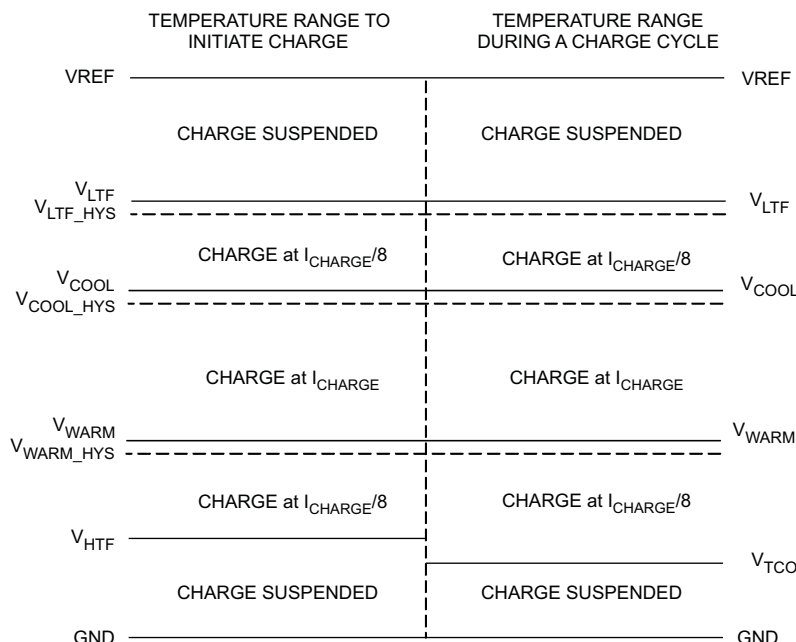 TEMPERATURE RANGE TO
INITIATE CHARGE
TEMPERATURE RANGE
DURING A CHARGE CYCLE
VREF
VREF
CHARGE SUSPENDED
CHARGE SUSPENDED
V_LTF
V_LTF_HYS
V_LTF
CHARGE at I_CHARGE/8
CHARGE at I_CHARGE/8
V_COOL
V_COOL_HYS
V_COOL
CHARGE at I_CHARGE
CHARGE at I_CHARGE
V_WARM
V_WARM_HYS
V_WARM
CHARGE at I_CHARGE/8
CHARGE at I_CHARGE/8
V_HTF
V_TCO
CHARGE SUSPENDED
CHARGE SUSPENDED
GND
GND